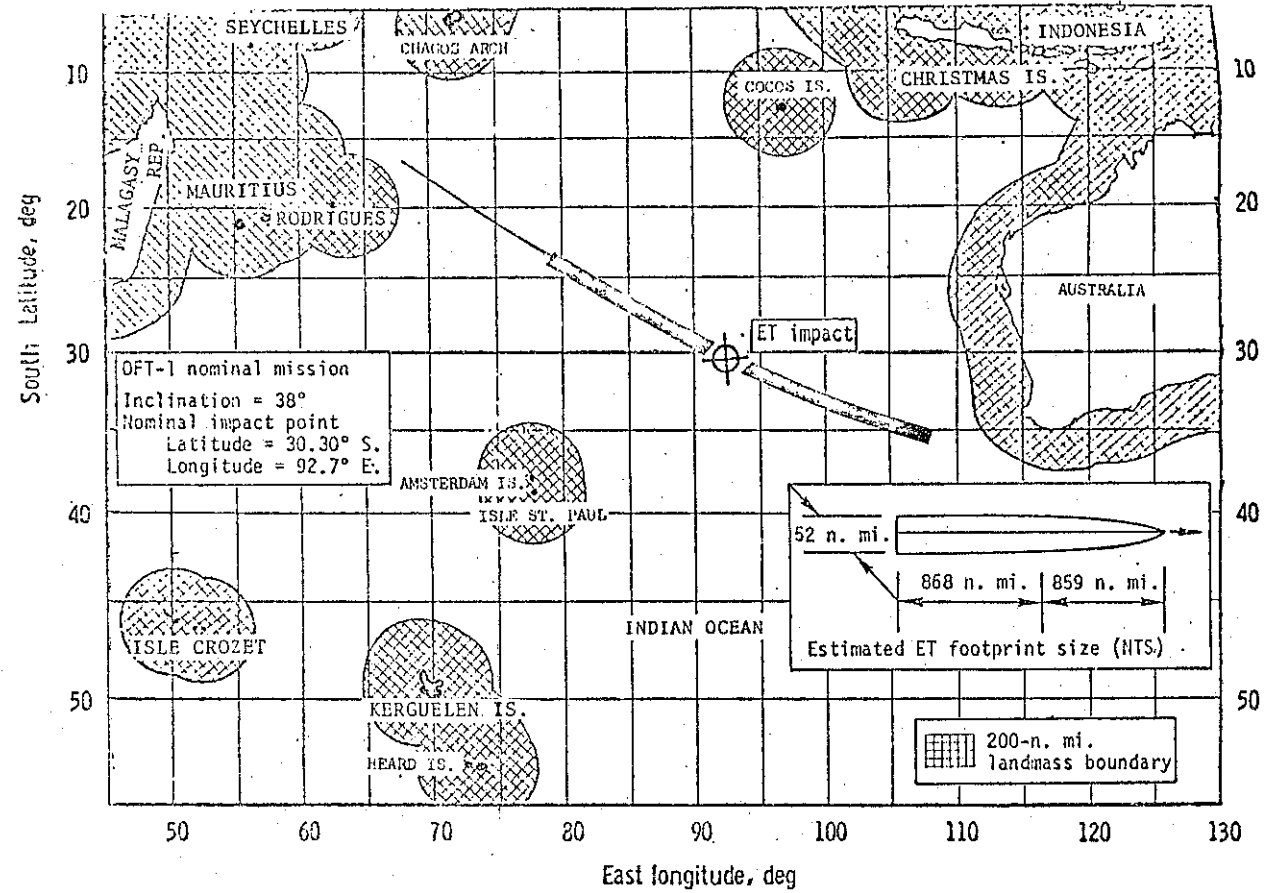 SEYCHELLES
CHAGOS ARCH
INDONESIA
10
10
COCOS IS.
CHRISTMAS IS.
MALAGASY
REP
MAURITIUS
RODRIGUES
20
20
South Latitude, deg
AUSTRALIA
ET impact
30
30
OFT-1 nominal mission
Inclination = 38°
Nominal impact point
Latitude = 30.30° S.
Longitude = 92.7° E.
AMSTERDAM IS.
ISLE ST. PAUL
40
40
52 n. mi.
868 n. mi.
859 n. mi.
Estimated ET footprint size (NTS)
ISLE CROZET
INDIAN OCEAN
KERGUELEN IS.
50
50
HEARD IS.
200-n. mi.
landmass boundary
50
60
70
80
90
100
110
120
130
East longitude, deg